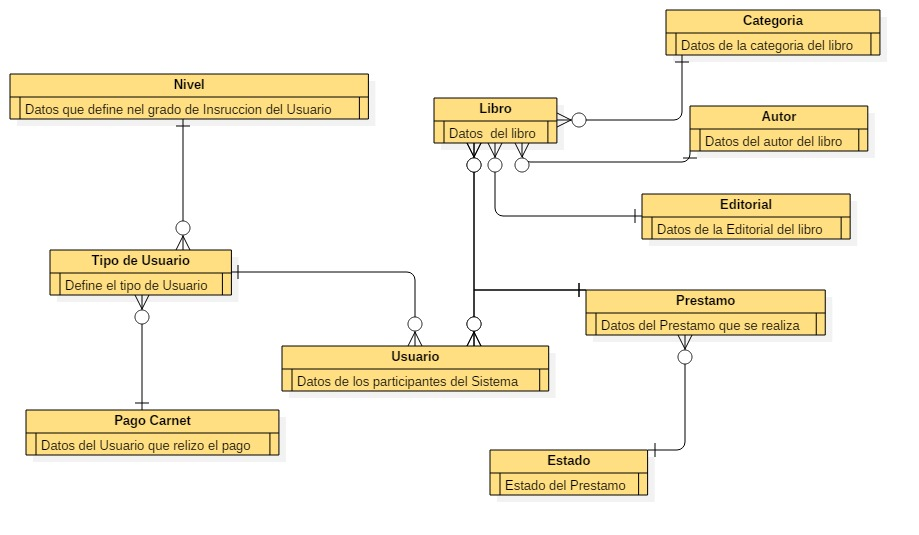 Categoria
Datos de la categoria del libro
Nivel
Datos que define nel grado de Insruccion del Usuario
Libro
Datos  del libro
Autor
Datos del autor del libro
Editorial
Datos de la Editorial del libro
Tipo de Usuario
Define el tipo de Usuario
Prestamo
Datos del Prestamo que se realiza
Usuario
Datos de los participantes del Sistema
Pago Carnet
Datos del Usuario que relizo el pago
Estado
Estado del Prestamo